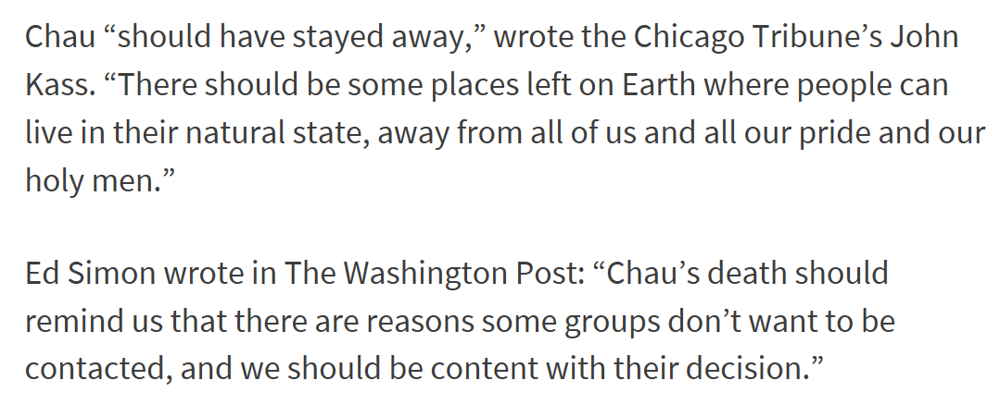 Chau “should have stayed away,” wrote the Chicago Tribune’s John
Kass. “There should be some places left on Earth where people can
live in their natural state, away from all of us and all our pride and our
holy men.”
Ed Simon wrote in The Washington Post: “Chau’s death should
remind us that there are reasons some groups don’t want to be
contacted, and we should be content with their decision.”